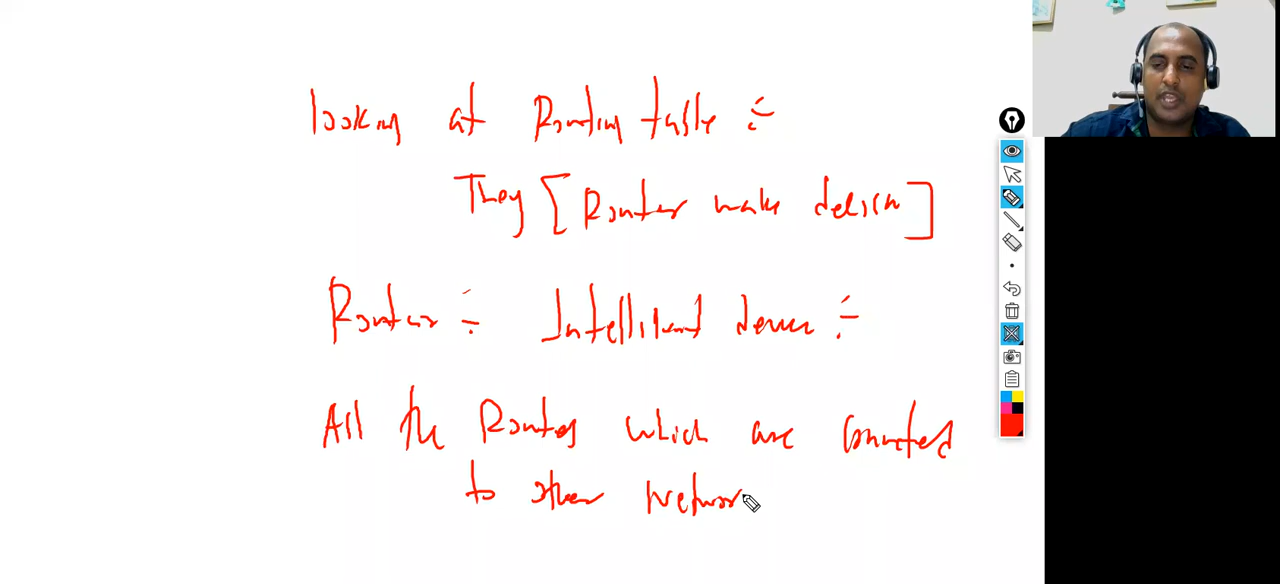 looking at Routing table :-
They [Router make decision]
Router :- Intelligent device :-
All the Routers which are connected
to other Networ